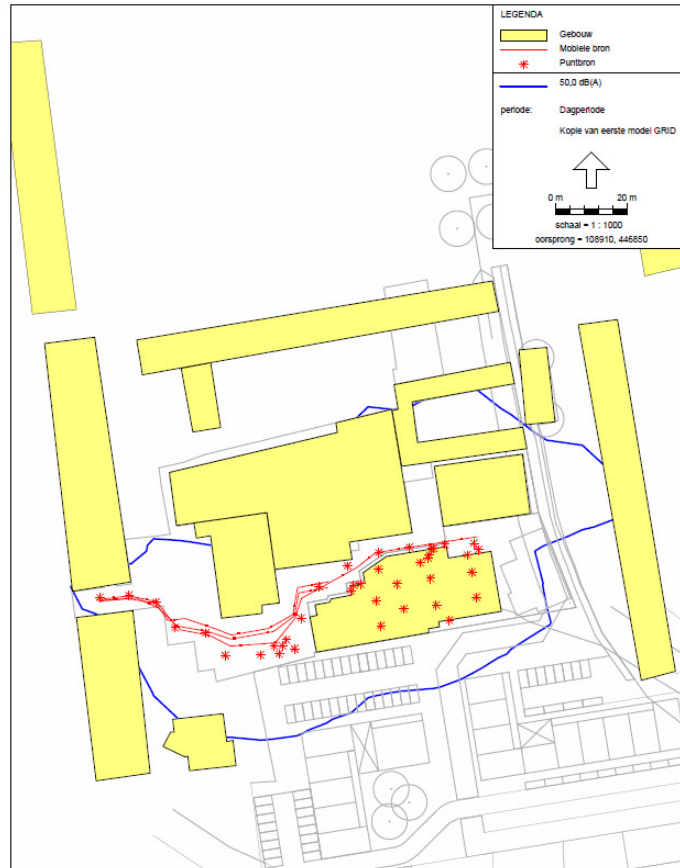 LEGENDA
Gebouw
Mobiele bron
Puntbron
50,0 dB(A)
periode: Dagperiode
Kopie van eerste model GRID
0 m 20 m
schaal = 1 : 1000
oorsprong = 108910, 446850